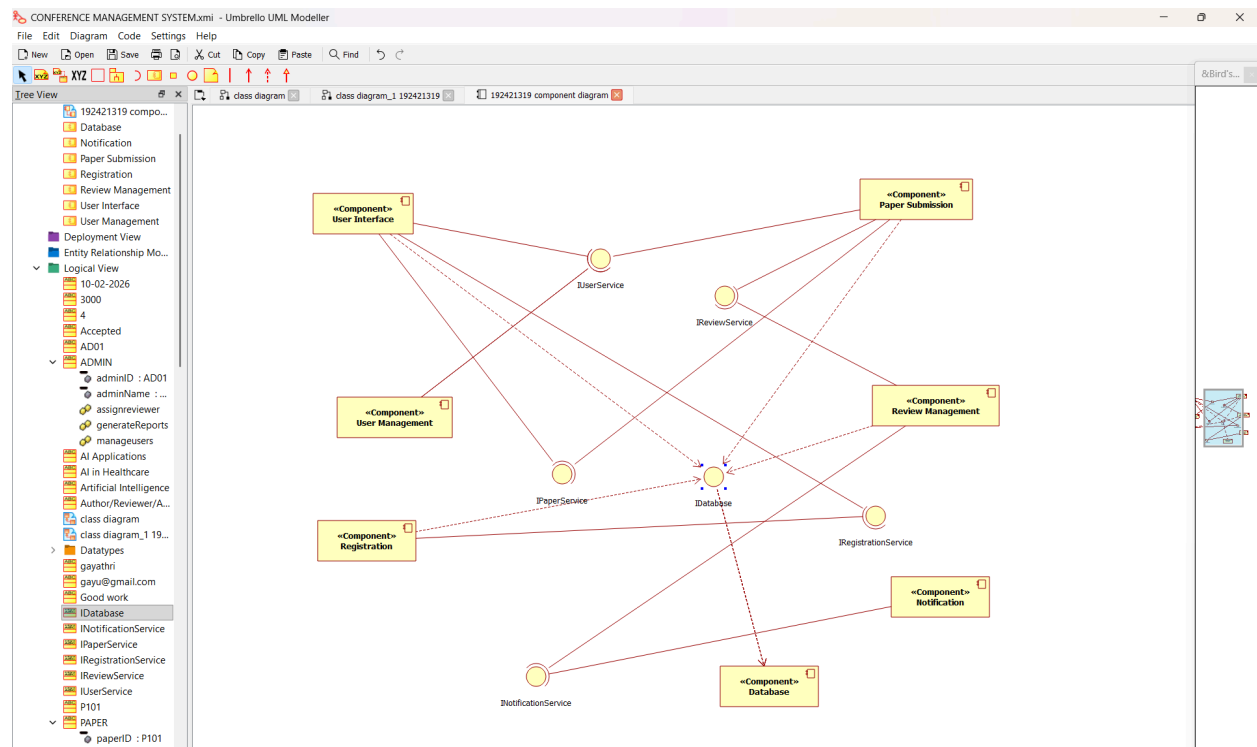 CONFERENCE MANAGEMENT SYSTEM.xmi - Umbrello UML Modeller
File Edit Diagram Code Settings Help
New Open Save Cut Copy Paste Find
XYZ
&Bird's...
Tree View
class diagram
class diagram_1 192421319
192421319 component diagram
192421319 compo...
Database
Notification
Paper Submission
Registration
Review Management
User Interface
User Management
Deployment View
Entity Relationship Mo...
Logical View
10-02-2026
3000
4
Accepted
AD01
ADMIN
adminID : AD01
adminName : ...
assignreviewer
generateReports
manageusers
AI Applications
AI in Healthcare
Artificial Intelligence
Author/Reviewer/A...
class diagram
class diagram_1 19...
Datatypes
gayathri
gayu@gmail.com
Good work
IDatabase
INotificationService
IPaperService
IRegistrationService
IReviewService
IUserService
P101
PAPER
paperID : P101
«Component»
User Interface
«Component»
Paper Submission
IUserService
IReviewService
«Component»
User Management
«Component»
Review Management
IPaperService
IDatabase
«Component»
Registration
IRegistrationService
«Component»
Notification
«Component»
Database
INotificationService